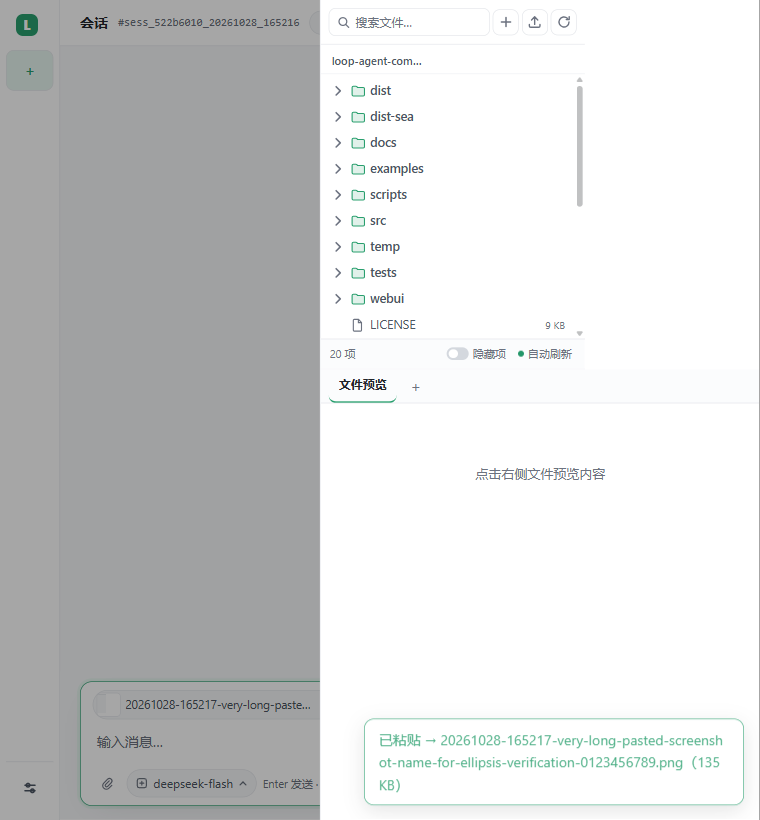 L
会话 #sess_522b6010_20261028_165216
+
搜索文件...
loop-agent-com...
dist
dist-sea
docs
examples
scripts
src
temp
tests
webui
LICENSE 9 KB
20 项 隐藏项 自动刷新
文件预览 +
点击右侧文件预览内容
20261028-165217-very-long-paste...
输入消息...
deepseek-flash Enter 发送 ·
已粘贴 → 20261028-165217-very-long-pasted-screensh
ot-name-for-ellipsis-verification-0123456789.png（135
KB）